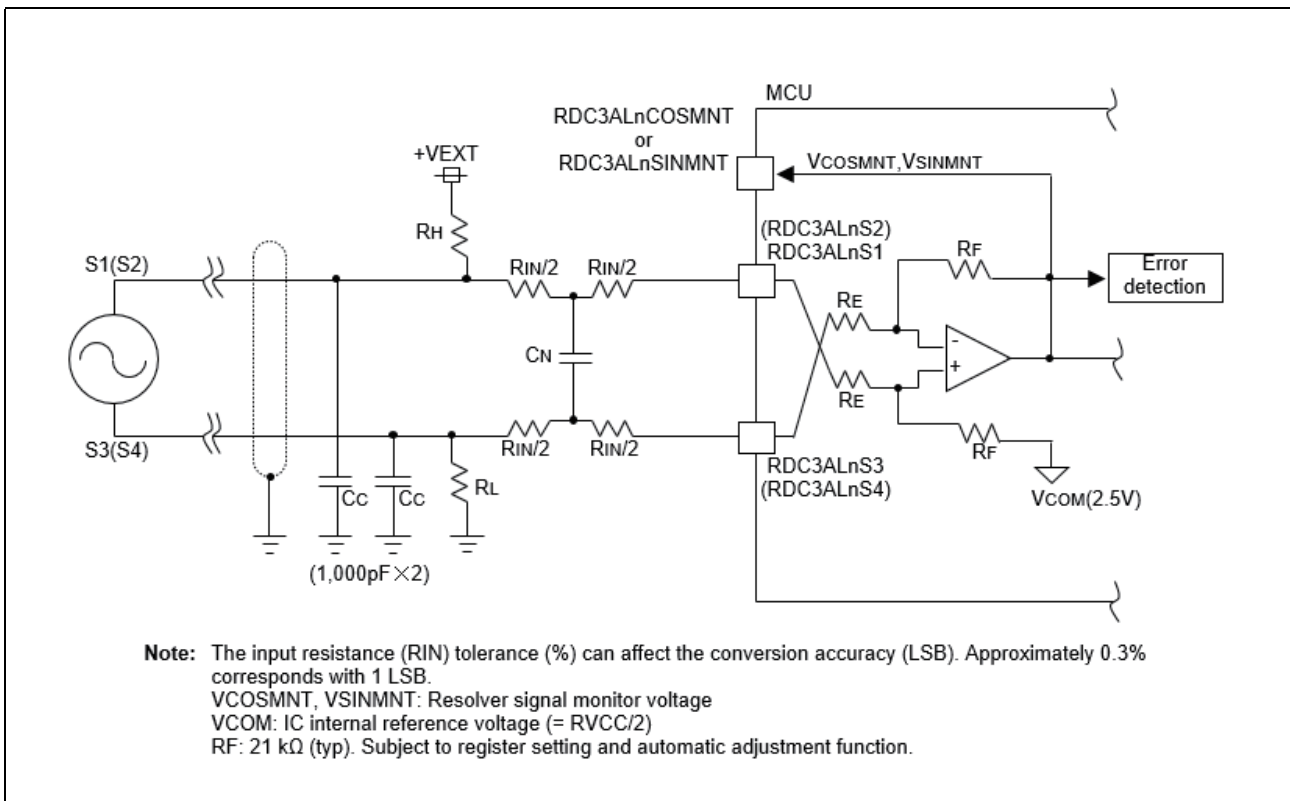 MCU
RDC3ALnCOSMNT
or
RDC3ALnSINMNT
+VEXT
VCOSMNT,VSINMNT
RH
(RDC3ALnS2)
RDC3ALnS1
S1(S2)
RIN/2
RIN/2
RF
Error
detection
RE
CN
-
+
RE
S3(S4)
RIN/2
RIN/2
RF
CC
CC
RL
RDC3ALnS3
(RDC3ALnS4)
VCOM(2.5V)
(1,000pF×2)
Note: The input resistance (RIN) tolerance (%) can affect the conversion accuracy (LSB). Approximately 0.3%
corresponds with 1 LSB.
VCOSMNT, VSINMNT: Resolver signal monitor voltage
VCOM: IC internal reference voltage (= RVCC/2)
RF: 21 kΩ (typ). Subject to register setting and automatic adjustment function.